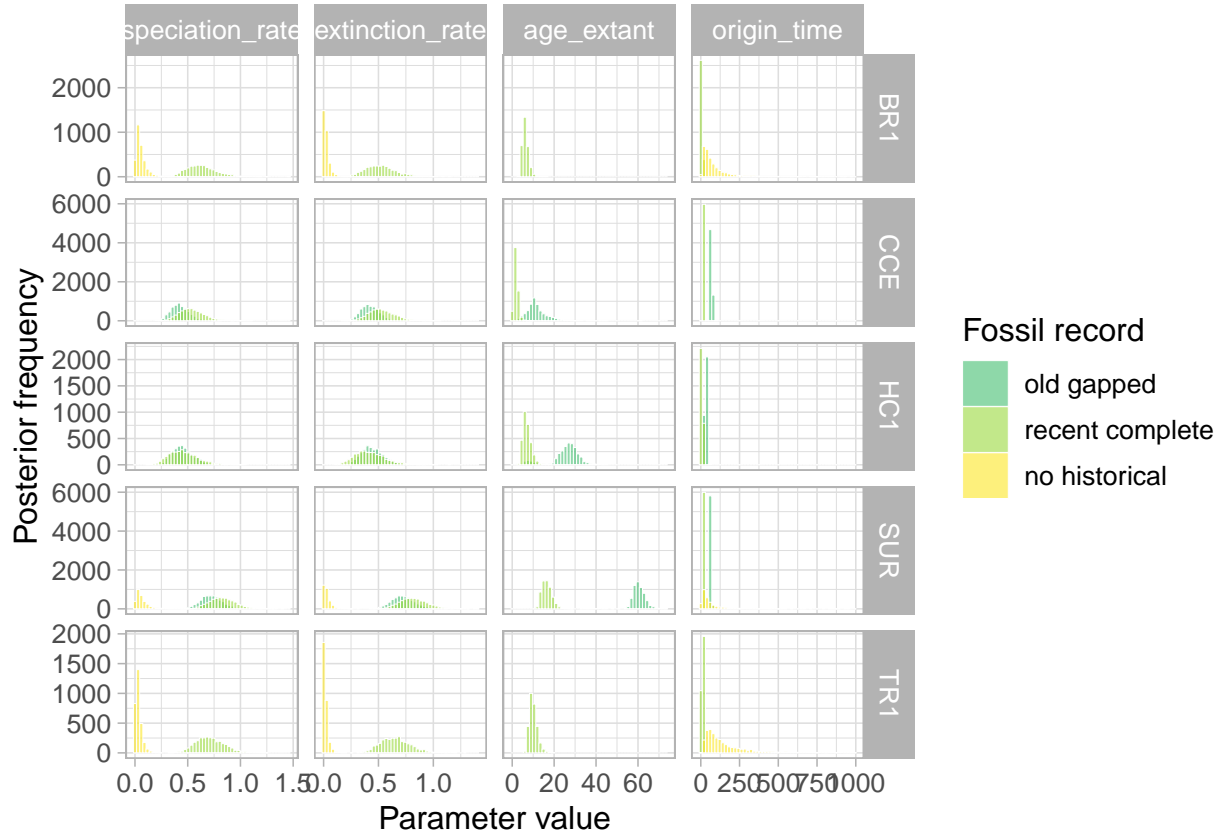 speciation_rate extinction_rate age_extant origin_time
2000
1000
0
BR1
6000
4000
2000
0
CCE
2000
1500
1000
500
0
HC1
6000
4000
2000
0
SUR
2000
1500
1000
500
0
TR1
0.0 0.5 1.0 1.5 0.0 0.5 1.0 0 20 40 60 0 250 500 750 1000
Parameter value
Posterior frequency
Fossil record
old gapped
recent complete
no historical